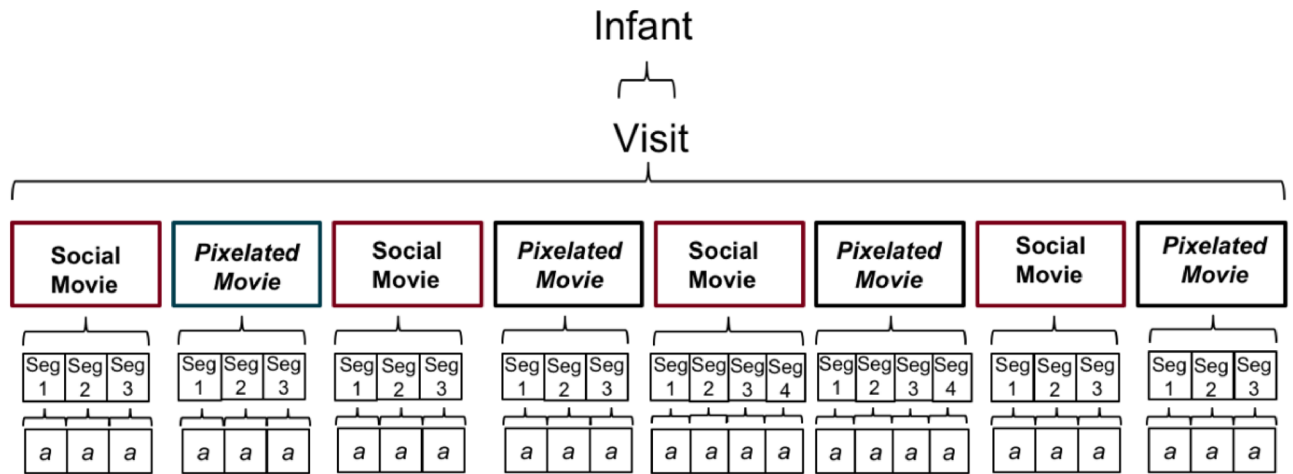 Infant
Visit
Social Movie
Pixelated Movie
Social Movie
Pixelated Movie
Social Movie
Pixelated Movie
Social Movie
Pixelated Movie
Seg 1 Seg 2 Seg 3
Seg 1 Seg 2 Seg 3
Seg 1 Seg 2 Seg 3
Seg 1 Seg 2 Seg 3
Seg 1 Seg 2 Seg 3 Seg 4
Seg 1 Seg 2 Seg 3 Seg 4
Seg 1 Seg 2 Seg 3
Seg 1 Seg 2 Seg 3
a a a
a a a
a a a
a a a
a a a a
a a a a
a a a
a a a